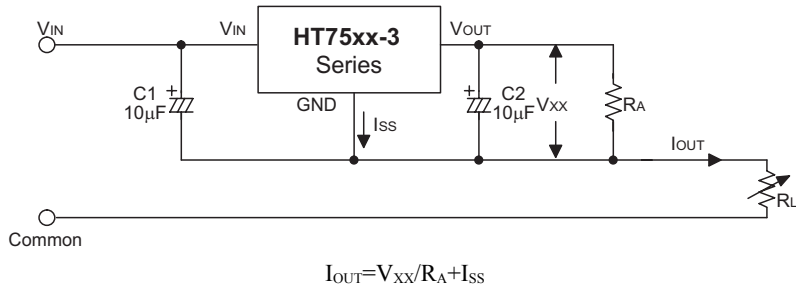 VIN
VIN
HT75xx-3
Series
VOUT
C1
10μF
+
GND
ISS
+
C2
10μF
VXX
RA
IOUT
RL
Common
IOUT=VXX/RA+ISS